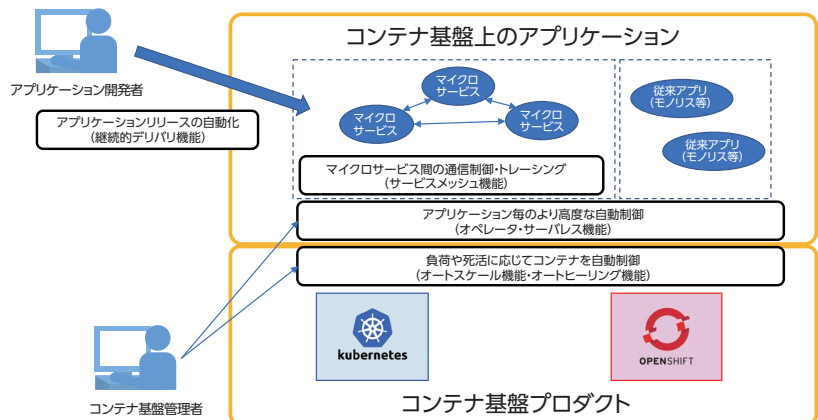 コンテナ基盤上のアプリケーション
アプリケーション開発者
アプリケーションリリースの自動化
(継続的デリバリ機能)
マイクロ
サービス
マイクロ
サービス
マイクロ
サービス
従来アプリ
(モノリス等)
従来アプリ
(モノリス等)
マイクロサービス間の通信制御・トレーシング
(サービスメッシュ機能)
アプリケーション毎のより高度な自動制御
(オペレータ・サーバレス機能)
負荷や死活に応じてコンテナを自動制御
(オートスケール機能・オートヒーリング機能)
kubernetes
OPENSHIFT
コンテナ基盤管理者
コンテナ基盤プロダクト